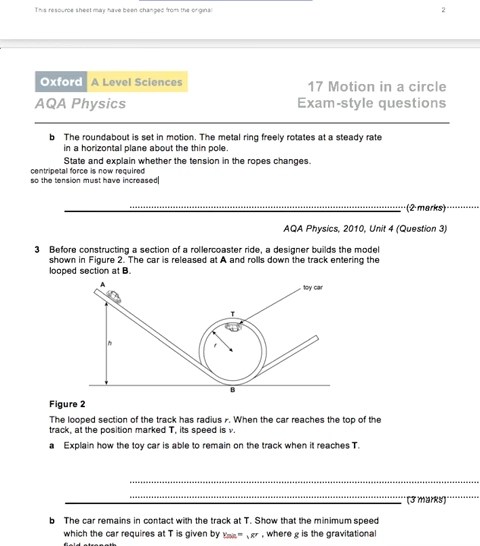 This resource sheet may have been changed from the original
2
Oxford A Level Sciences
AQA Physics
17 Motion in a circle
Exam-style questions
b The roundabout is set in motion. The metal ring freely rotates at a steady rate
in a horizontal plane about the thin pole.
State and explain whether the tension in the ropes changes.
centripetal force is now required
so the tension must have increased
(2 marks)
AQA Physics, 2010, Unit 4 (Question 3)
3 Before constructing a section of a rollercoaster ride, a designer builds the model
shown in Figure 2. The car is released at A and rolls down the track entering the
looped section at B.
A
toy car
T
h
r
B
Figure 2
The looped section of the track has radius r. When the car reaches the top of the
track, at the position marked T, its speed is v.
a Explain how the toy car is able to remain on the track when it reaches T.
(3 marks)
b The car remains in contact with the track at T. Show that the minimum speed
which the car requires at T is given by vmin = √gr , where g is the gravitational
field strength